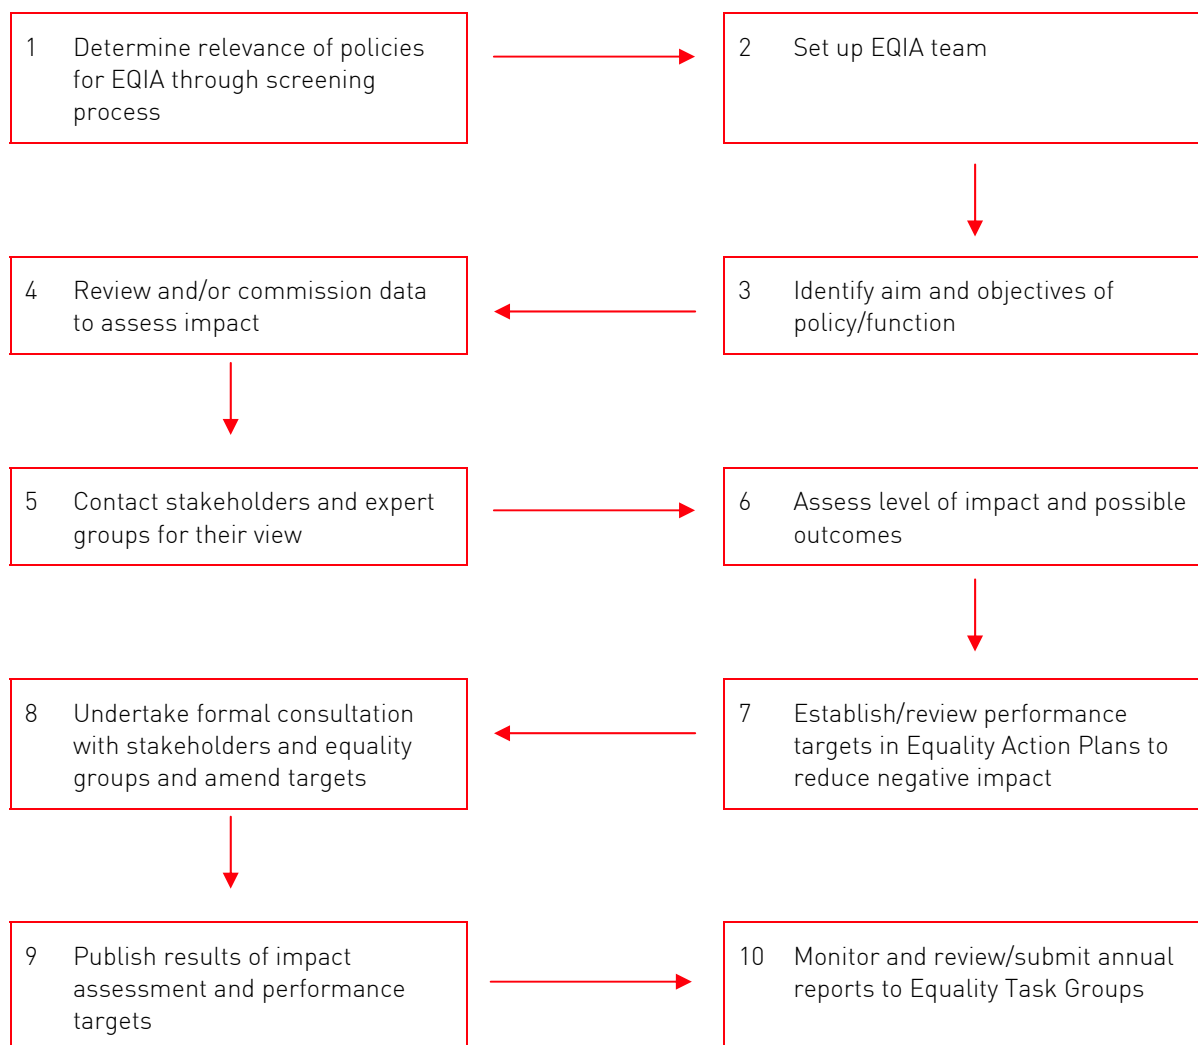 1 Determine relevance of policies
for EQIA through screening
process
2 Set up EQIA team
3 Identify aim and objectives of
policy/function
4 Review and/or commission data
to assess impact
5 Contact stakeholders and expert
groups for their view
6 Assess level of impact and possible
outcomes
7 Establish/review performance
targets in Equality Action Plans to
reduce negative impact
8 Undertake formal consultation
with stakeholders and equality
groups and amend targets
9 Publish results of impact
assessment and performance
targets
10 Monitor and review/submit annual
reports to Equality Task Groups